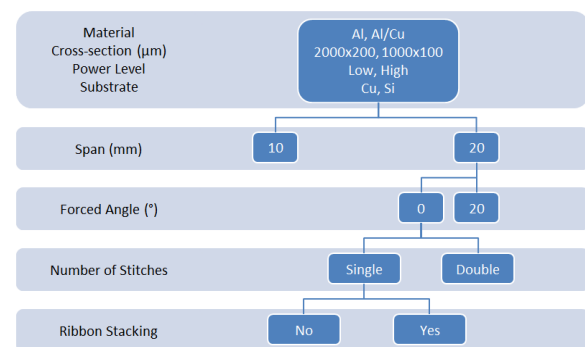 Material
Cross-section (µm)
Power Level
Substrate
Al, Al/Cu
2000x200, 1000x100
Low, High
Cu, Si
Span (mm)
10
20
Forced Angle (°)
0
20
Number of Stitches
Single
Double
Ribbon Stacking
No
Yes